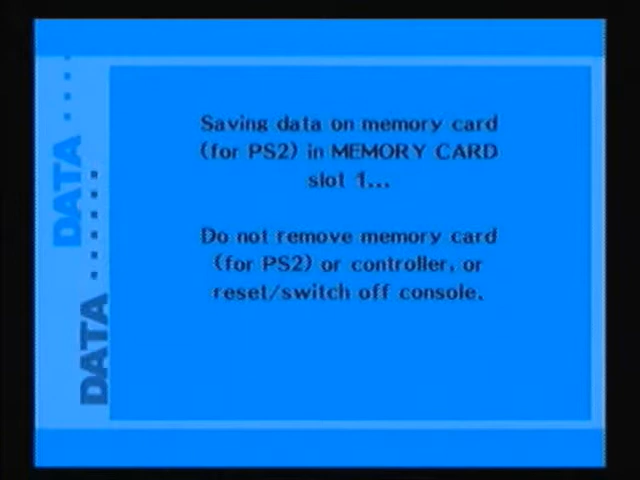 Saving data on memory card
(for PS2) in MEMORY CARD
slot 1...
Do not remove memory card
(for PS2) or controller, or
reset/switch off console.
DATA
DATA